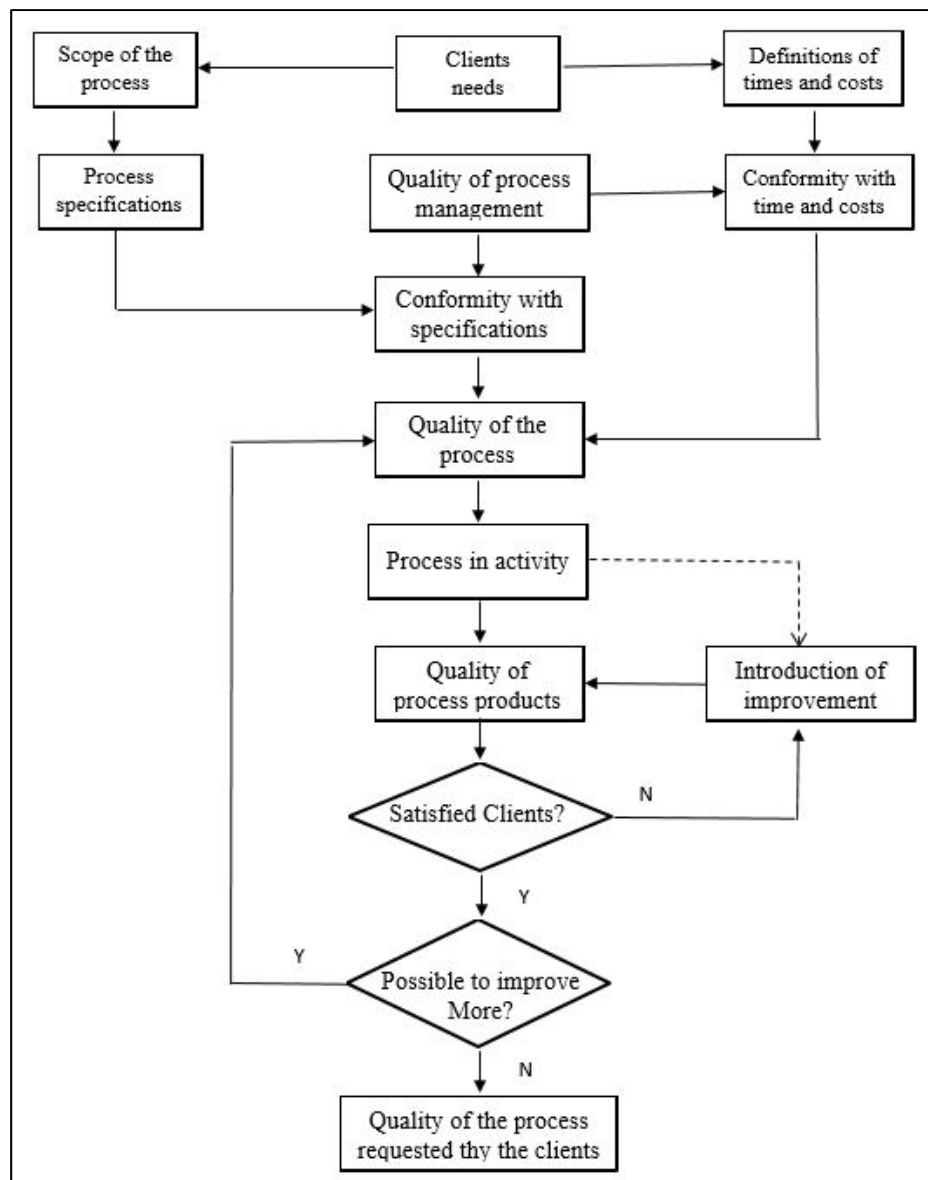 Scope of the
process
Clients
needs
Definitions of
times and costs
Process
specifications
Quality of process
management
Conformity with
time and costs
Conformity with
specifications
Quality of the
process
Process in activity
Quality of
process products
Introduction of
improvement
Satisfied Clients?
N
Y
Y
Possible to improve
More?
N
Quality of the process
requested thy the clients